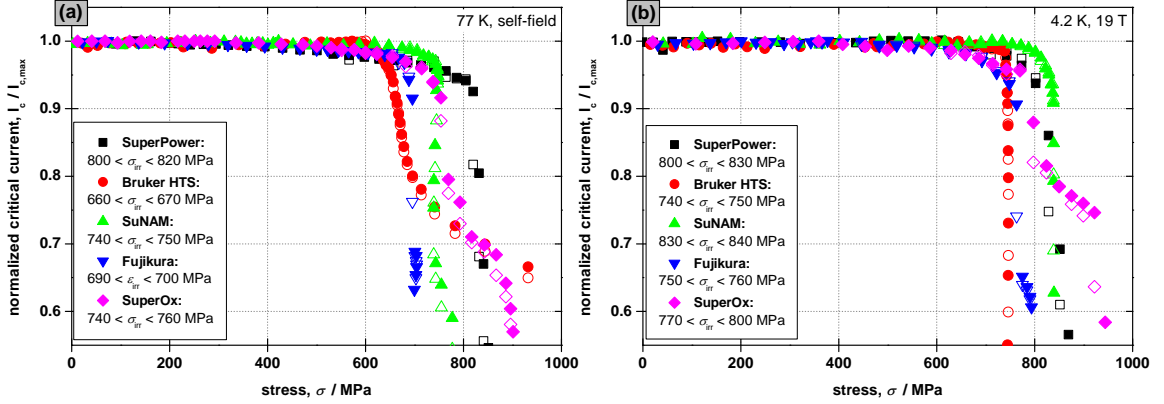 (a)
77 K, self-field
normalized critical current, I_c / I_c,max
1.0
0.9
0.8
0.7
0.6
SuperPower:
800 < σ_irr < 820 MPa
Bruker HTS:
660 < σ_irr < 670 MPa
SuNAM:
740 < σ_irr < 750 MPa
Fujikura:
690 < ε_irr < 700 MPa
SuperOx:
740 < σ_irr < 760 MPa
0 200 400 600 800 1000
stress, σ / MPa
(b)
4.2 K, 19 T
normalized critical current, I_c / I_c,max
1.0
0.9
0.8
0.7
0.6
SuperPower:
800 < σ_irr < 830 MPa
Bruker HTS:
740 < σ_irr < 750 MPa
SuNAM:
830 < σ_irr < 840 MPa
Fujikura:
750 < σ_irr < 760 MPa
SuperOx:
770 < σ_irr < 800 MPa
0 200 400 600 800 1000
stress, σ / MPa